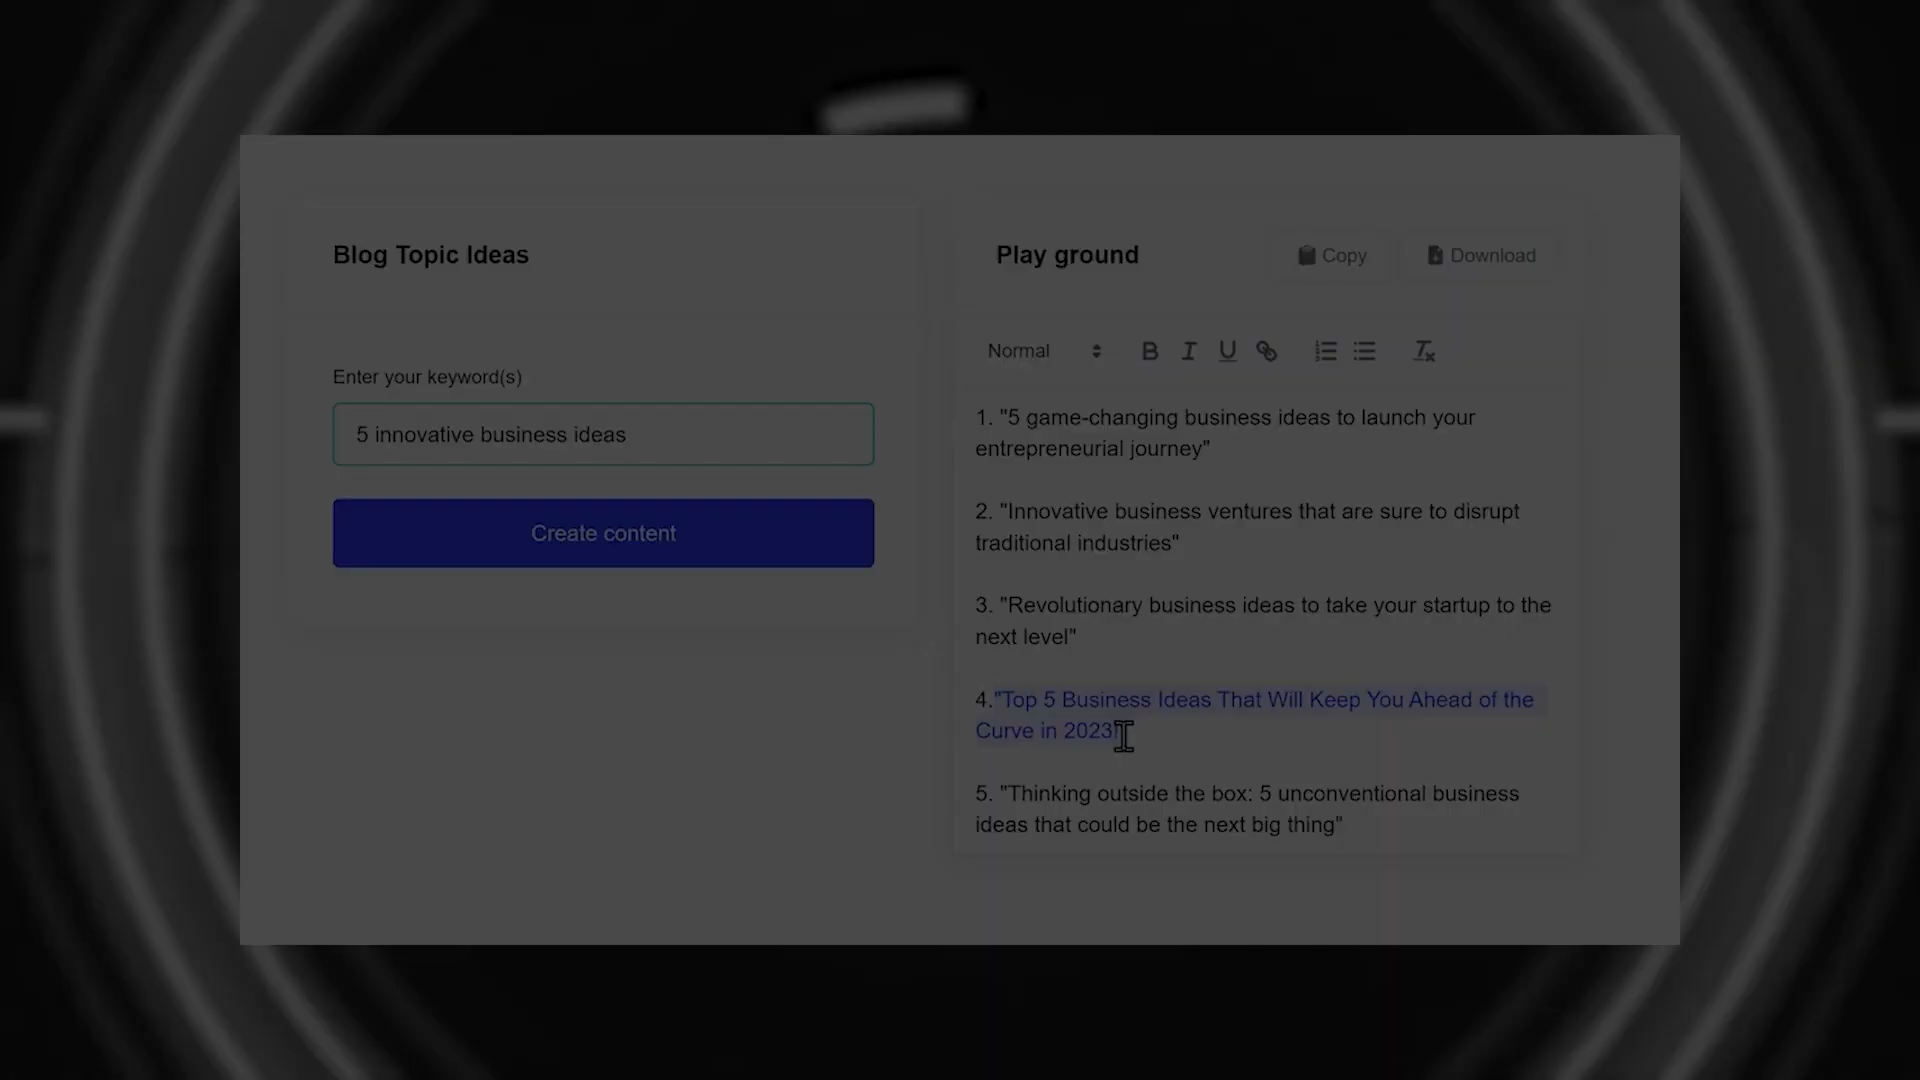 Blog Topic Ideas
Enter your keyword(s)
5 innovative business ideas
Create content
Play ground
Copy
Download
Normal
1. "5 game-changing business ideas to launch your
entrepreneurial journey"
2. "Innovative business ventures that are sure to disrupt
traditional industries"
3. "Revolutionary business ideas to take your startup to the
next level"
4."Top 5 Business Ideas That Will Keep You Ahead of the
Curve in 2023"
5. "Thinking outside the box: 5 unconventional business
ideas that could be the next big thing"